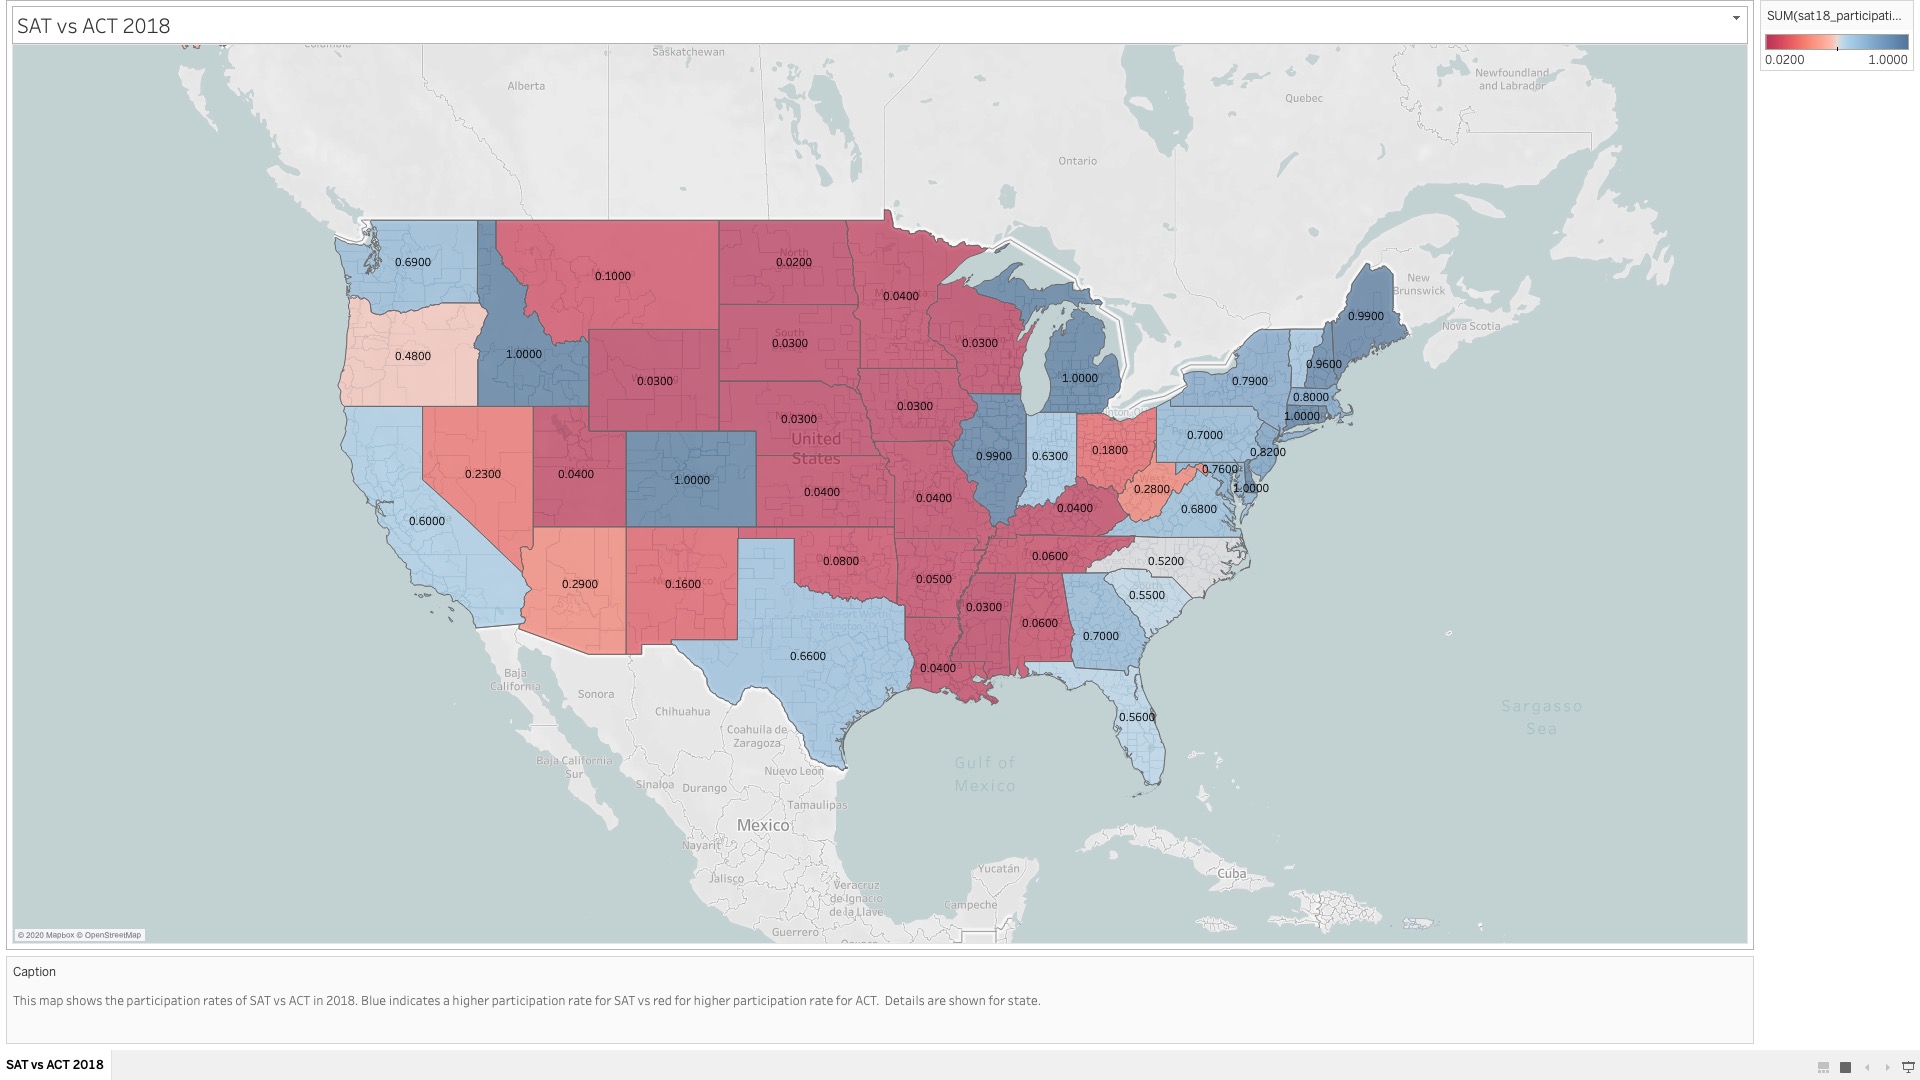 SAT vs ACT 2018
SUM(sat18_participati...
0.0200 1.0000
Columbia
Saskatchewan
Alberta
Newfoundland
and Labrador
Quebec
Ontario
0.6900
0.1000
North
0.0200
0.0400
New
Brunswick
0.9900
Nova Scotia
0.4800
1.0000
South
0.0300
0.0300
0.9600
0.0300
1.0000
0.7900
0.8000
0.0300
0.0300
1.0000
United
States
0.2300
0.0400
1.0000
0.9900
0.6300
0.1800
0.7000
0.8200
0.7600
0.2800
1.0000
0.0400
0.0400
0.0400
0.6800
0.6000
0.0800
0.0600
0.5200
0.2900
0.1600
0.0500
0.5500
0.0300
0.0600
0.7000
0.6600
0.0400
Baja
California
Sonora
Chihuahua
0.5600
Sargasso
Sea
Coahuila de
Zaragoza
Gulf of
Mexico
Baja California
Sur
Nuevo León
Sinaloa
Durango
Tamaulipas
Mexico
Nayarit
Yucatán
Cuba
Jalisco
Veracruz
de Ignacio
de la Llave
Campeche
Guerrero
© 2020 Mapbox © OpenStreetMap
Caption
This map shows the participation rates of SAT vs ACT in 2018. Blue indicates a higher participation rate for SAT vs red for higher participation rate for ACT.  Details are shown for state.
SAT vs ACT 2018